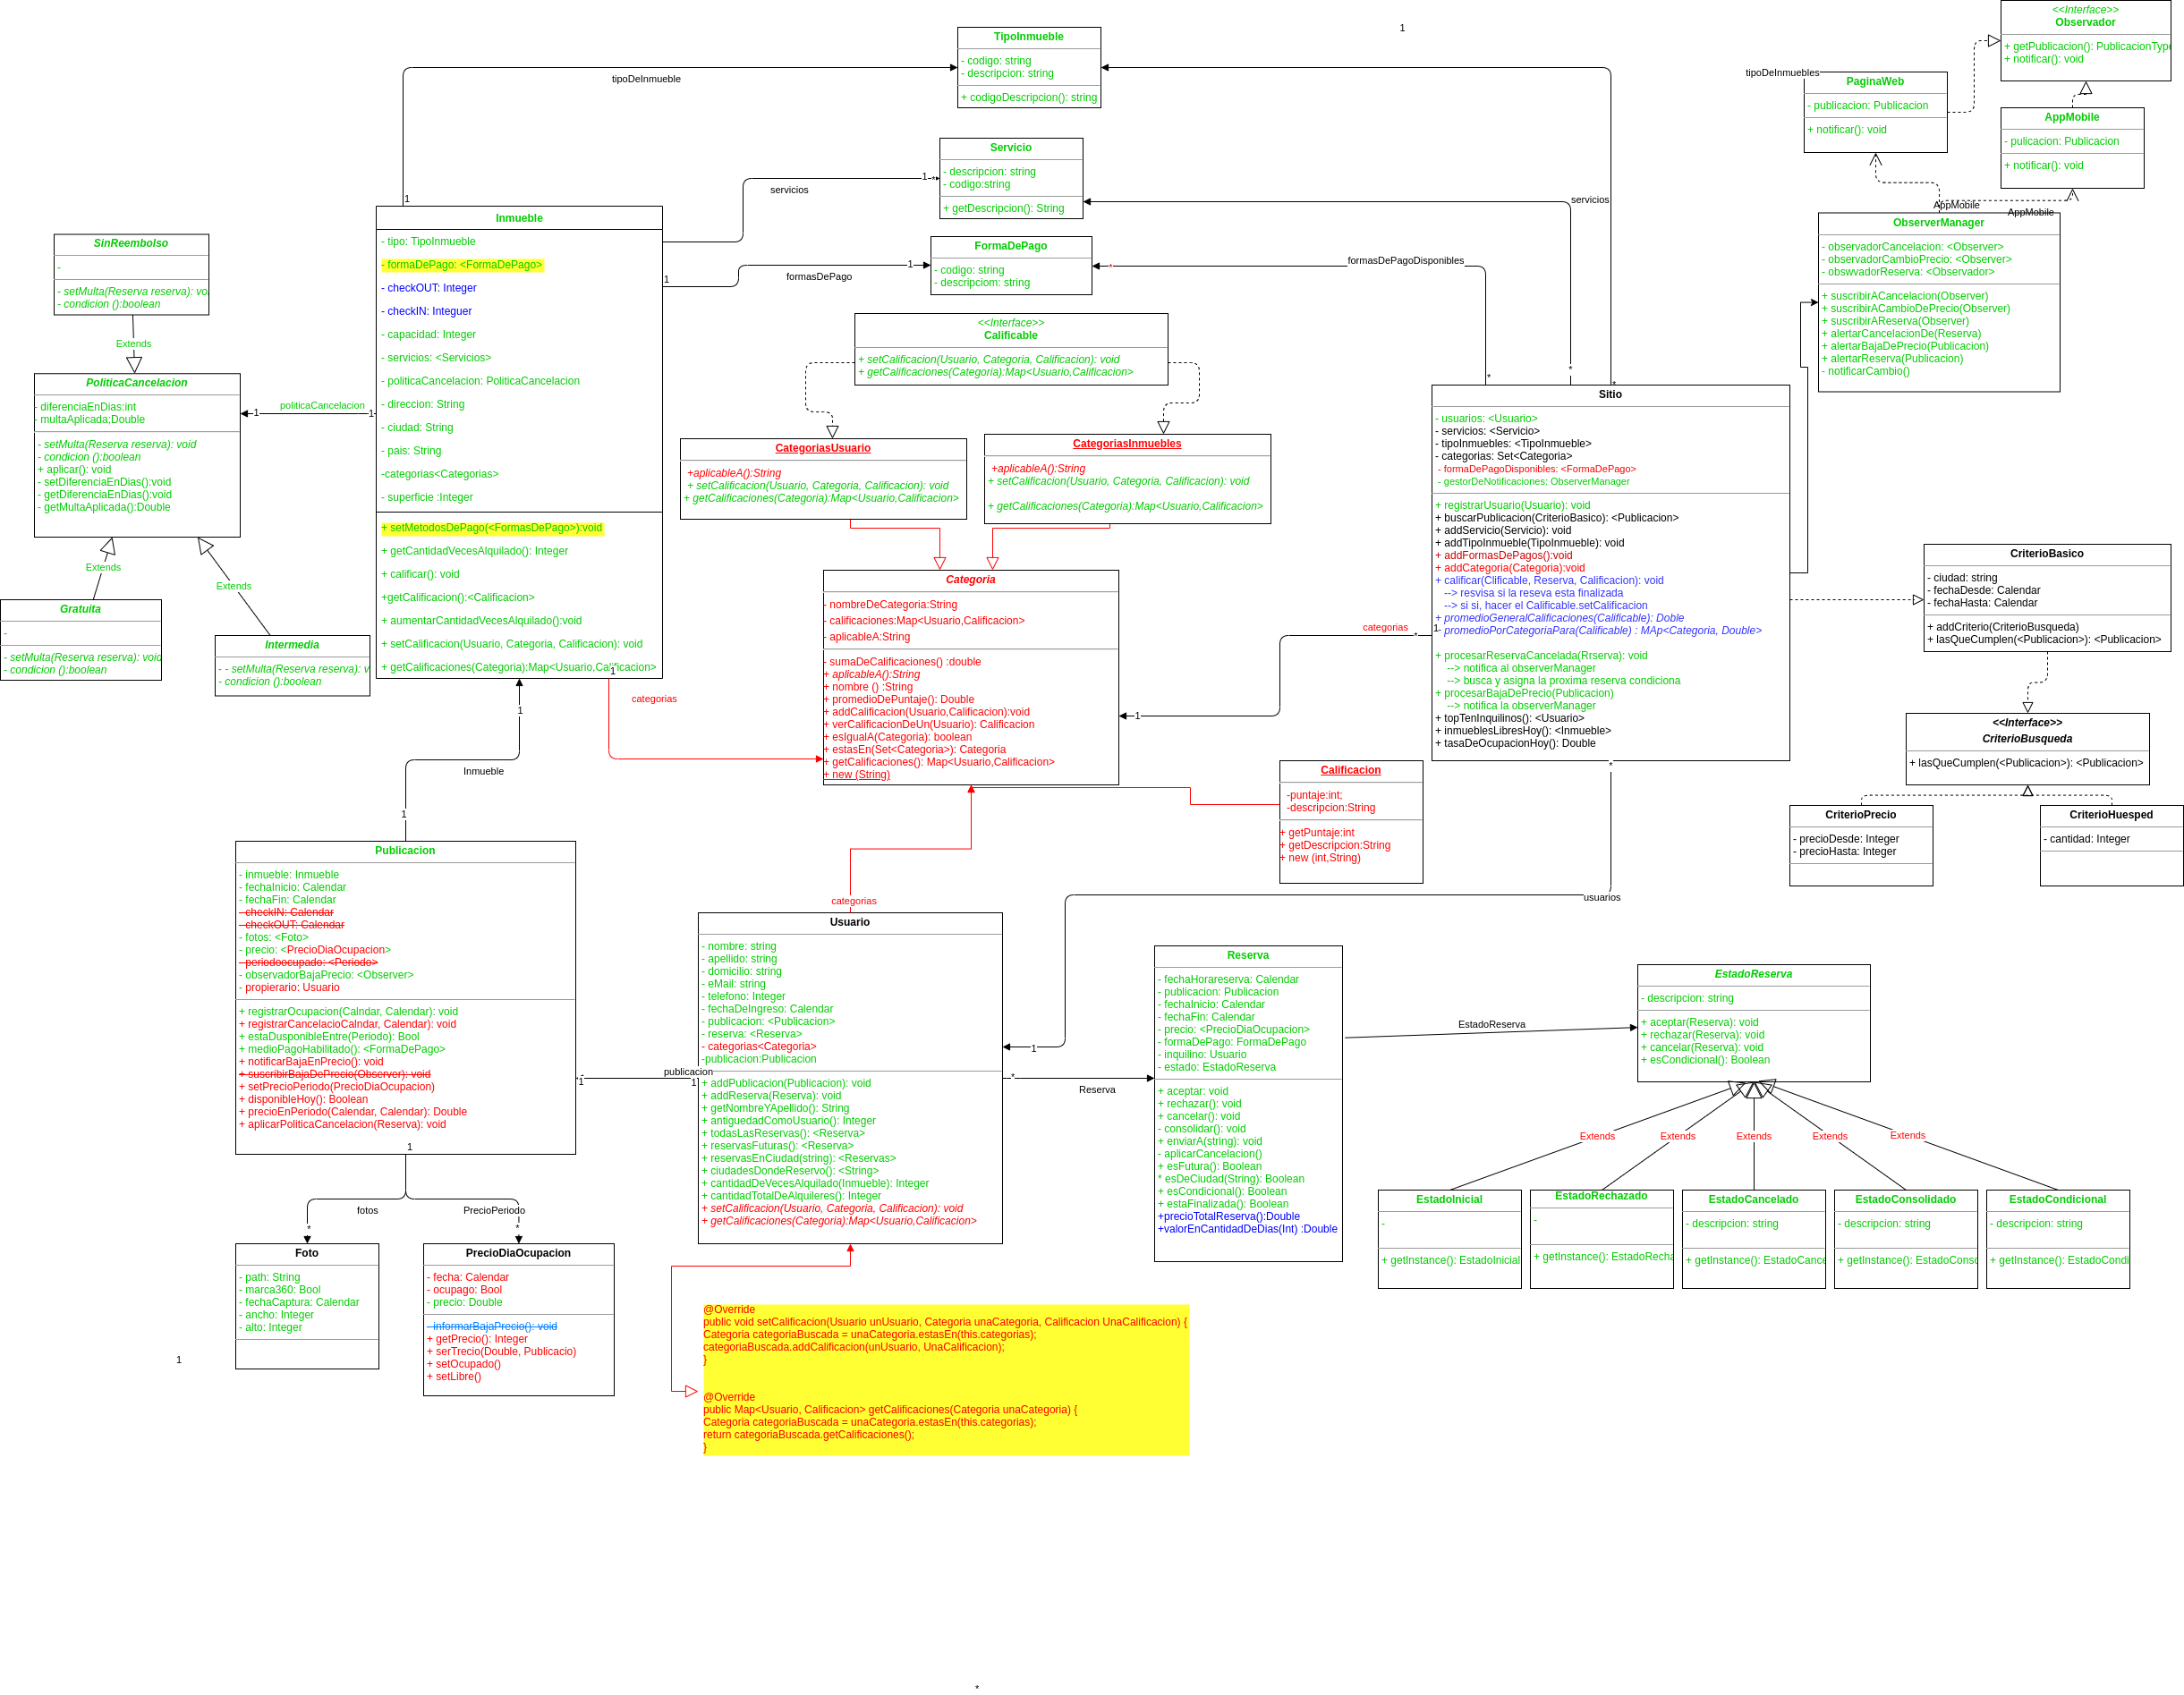 1
<<Interface>>
Observador
+ getPublicacion(): PublicacionType
+ notificar(): void
TipoInmueble
- codigo: string
- descripcion: string
+ codigoDescripcion(): string
tipoDeInmueble
tipoDeInmuebles
PaginaWeb
- publicacion: Publicacion
+ notificar(): void
AppMobile
- pulicacion: Publicacion
+ notificar(): void
Servicio
- descripcion: string
- codigo:string
+ getDescripcion(): String
1
*
servicios
servicios
AppMobile
AppMobile
1
Inmueble
- tipo: TipoInmueble
- formaDePago: <FormaDePago>
- checkOUT: Integer
- checkIN: Integuer
- capacidad: Integer
- servicios: <Servicios>
- politicaCancelacion: PoliticaCancelacion
- direccion: String
- ciudad: String
- pais: String
-categorias<Categorias>
- superficie :Integer
+ setMetodosDePago(<FormasDePago>):void
+ getCantidadVecesAlquilado(): Integer
+ calificar(): void
+getCalificacion():<Calificacion>
+ aumentarCantidadVecesAlquilado():void
+ setCalificacion(Usuario, Categoria, Calificacion): void
+ getCalificaciones(Categoria):Map<Usuario,Calificacion>
SinReembolso
-
- setMulta(Reserva reserva): voi
- condicion ():boolean
Extends
PoliticaCancelacion
- diferenciaEnDias:int
- multaAplicada;Double
- setMulta(Reserva reserva): void
- condicion ():boolean
+ aplicar(): void
- setDiferenciaEnDias():void
- getDiferenciaEnDias():void
- getMultaAplicada():Double
politicaCancelacion
1
1
Extends
Extends
Gratuita
-
- setMulta(Reserva reserva): void
- condicion ():boolean
Intermedia
- - setMulta(Reserva reserva): v
- condicion ():boolean
FormaDePago
- codigo: string
- descripciom: string
1
1
formasDePago
*
formasDePagoDisponibles
ObserverManager
- observadorCancelacion: <Observer>
- observadorCambioPrecio: <Observer>
- obswvadorReserva: <Observador>
+ suscribirACancelacion(Observer)
+ suscribirACambioDePrecio(Observer)
+ suscribirAReserva(Observer)
+ alertarCancelacionDe(Reserva)
+ alertarBajaDePrecio(Publicacion)
+ alertarReserva(Publicacion)
- notificarCambio()
<<Interface>>
Calificable
+ setCalificacion(Usuario, Categoria, Calificacion): void
+ getCalificaciones(Categoria):Map<Usuario,Calificacion>
CategoriasUsuario
+aplicableA():String
+ setCalificacion(Usuario, Categoria, Calificacion): void
+ getCalificaciones(Categoria):Map<Usuario,Calificacion>
CategoriasInmuebles
+aplicableA():String
+ setCalificacion(Usuario, Categoria, Calificacion): void
+ getCalificaciones(Categoria):Map<Usuario,Calificacion>
*
*
*
Sitio
- usuarios: <Usuario>
- servicios: <Servicio>
- tipoInmuebles: <TipoInmueble>
- categorias: Set<Categoria>
- formaDePagoDisponibles: <FormaDePago>
- gestorDeNotificaciones: ObserverManager
+ registrarUsuario(Usuario): void
+ buscarPublicacion(CriterioBasico): <Publicacion>
+ addServicio(Servicio): void
+ addTipoInmueble(TipoInmueble): void
+ addFormasDePagos():void
+ addCategoria(Categoria):void
+ calificar(Clificable, Reserva, Calificacion): void
--> resvisa si la reseva esta finalizada
--> si si, hacer el Calificable.setCalificacion
+ promedioGeneralCalificaciones(Calificable): Doble
- promedioPorCategoriaPara(Calificable) : MAp<Categoria, Double>
+ procesarReservaCancelada(Rrserva): void
--> notifica al observerManager
--> busca y asigna la proxima reserva condiciona
+ procesarBajaDePrecio(Publicacion)
--> notifica la observerManager
+ topTenInquilinos(): <Usuario>
+ inmueblesLibresHoy(): <Inmueble>
+ tasaDeOcupacionHoy(): Double
*
CriterioBasico
- ciudad: string
- fechaDesde: Calendar
- fechaHasta: Calendar
+ addCriterio(CriterioBusqueda)
+ lasQueCumplen(<Publicacion>): <Publicacion>
<<Interface>>
CriterioBusqueda
+ lasQueCumplen(<Publicacion>): <Publicacion>
CriterioPrecio
- precioDesde: Integer
- precioHasta: Integer
CriterioHuesped
- cantidad: Integer
Categoria
- nombreDeCategoria:String
- calificaciones:Map<Usuario,Calificacion>
- aplicableA:String
- sumaDeCalificaciones() :double
+ aplicableA():String
+ nombre () :String
+ promedioDePuntaje(): Double
+ addCalificacion(Usuario,Calificacion):void
+ verCalificacionDeUn(Usuario): Calificacion
+ esIgualA(Categoria): boolean
+ estasEn(Set<Categoria>): Categoria
+ getCalificaciones(): Map<Usuario,Calificacion>
+ new (String)
categorias
*
1
1
1
categorias
1
Inmueble
1
Calificacion
-puntaje:int;
-descripcion:String
+ getPuntaje:int
+ getDescripcion:String
+ new (int,String)
Publicacion
- inmueble: Inmueble
- fechaInicio: Calendar
- fechaFin: Calendar
- checkIN: Calendar
- checkOUT: Calendar
- fotos: <Foto>
- precio: <PrecioDiaOcupacion>
- periodoocupado: <Periodo>
- observadorBajaPrecio: <Observer>
- propierario: Usuario
+ registrarOcupacion(Calndar, Calendar): void
+ registrarCancelacioCalndar, Calendar): void
+ estaDusponibleEntre(Periodo): Bool
+ medioPagoHabilitado(): <FormaDePago>
+ notificarBajaEnPrecio(): void
+ suscribirBajaDePrecio(Observer): void
+ setPrecioPeriodo(PrecioDiaOcupacion)
+ disponibleHoy(): Boolean
+ precioEnPeriodo(Calendar, Calendar): Double
+ aplicarPoliticaCancelacion(Reserva): void
1
categorias
Usuario
- nombre: string
- apellido: string
- domicilio: string
- eMail: string
- telefono: Integer
- fechaDeIngreso: Calendar
- publicacion: <Publicacion>
- reserva: <Reserva>
- categorias<Categoria>
-publicacion:Publicacion
+ addPublicacion(Publicacion): void
+ addReserva(Reserva): void
+ getNombreYApellido(): String
+ antiguedadComoUsuario(): Integer
+ todasLasReservas(): <Reserva>
+ reservasFuturas(): <Reserva>
+ reservasEnCiudad(string): <Reservas>
+ ciudadesDondeReservo(): <String>
+ cantidadDeVecesAlquilado(Inmueble): Integer
+ cantidadTotalDeAlquileres(): Integer
+ setCalificacion(Usuario, Categoria, Calificacion): void
+ getCalificaciones(Categoria):Map<Usuario,Calificacion>
publicacion
1
1
usuarios
1
*
Reserva
Reserva
- fechaHorareserva: Calendar
- publicacion: Publicacion
- fechaInicio: Calendar
- fechaFin: Calendar
- precio: <PrecioDiaOcupacion>
- formaDePago: FormaDePago
- inquilino: Usuario
- estado: EstadoReserva
+ aceptar: void
+ rechazar(): void
+ cancelar(): void
- consolidar(): void
+ enviarA(string): void
- aplicarCancelacion()
+ esFutura(): Boolean
* esDeCiudad(String): Boolean
+ esCondicional(): Boolean
+ estaFinalizada(): Boolean
+precioTotalReserva():Double
+valorEnCantidadDeDias(Int) :Double
EstadoReserva
EstadoReserva
- descripcion: string
+ aceptar(Reserva): void
+ rechazar(Reserva): void
+ cancelar(Reserva): void
+ esCondicional(): Boolean
Extends
Extends
Extends
Extends
Extends
EstadoInicial
-
+ getInstance(): EstadoInicial
EstadoRechazado
-
+ getInstance(): EstadoRecha
EstadoCancelado
- descripcion: string
+ getInstance(): EstadoCance
EstadoConsolidado
- descripcion: string
+ getInstance(): EstadoConso
EstadoCondicional
- descripcion: string
+ getInstance(): EstadoCondi
fotos
*
PrecioPeriodo
*
Foto
- path: String
- marca360: Bool
- fechaCaptura: Calendar
- ancho: Integer
- alto: Integer
PrecioDiaOcupacion
- fecha: Calendar
- ocupago: Bool
- precio: Double
- informarBajaPrecio(): void
+ getPrecio(): Integer
+ serTrecio(Double, Publicacio)
+ setOcupado()
+ setLibre()
1
@Override
public void setCalificacion(Usuario unUsuario, Categoria unaCategoria, Calificacion UnaCalificacion) {
Categoria categoriaBuscada = unaCategoria.estasEn(this.categorias);
categoriaBuscada.addCalificacion(unUsuario, UnaCalificacion);
}
@Override
public Map<Usuario, Calificacion> getCalificaciones(Categoria unaCategoria) {
Categoria categoriaBuscada = unaCategoria.estasEn(this.categorias);
return categoriaBuscada.getCalificaciones();
}
*